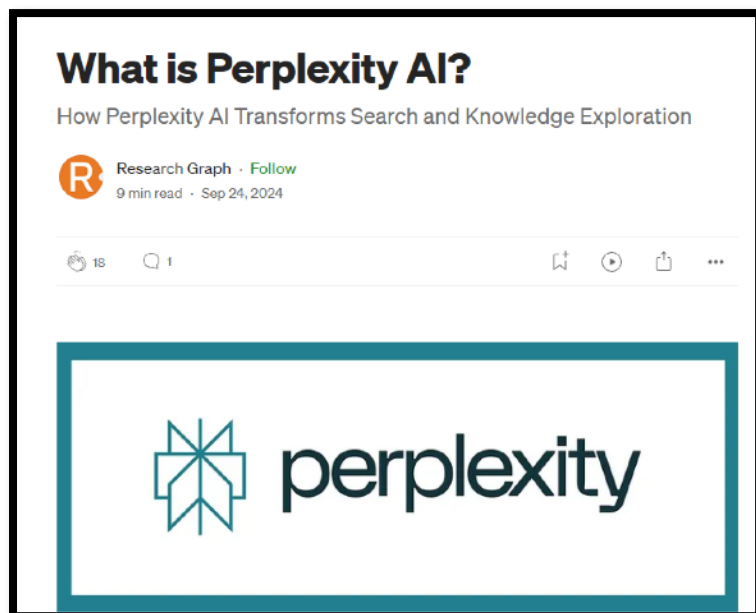 What is Perplexity AI?
How Perplexity AI Transforms Search and Knowledge Exploration
R
Research Graph · Follow
9 min read · Sep 24, 2024
18 1
perplexity